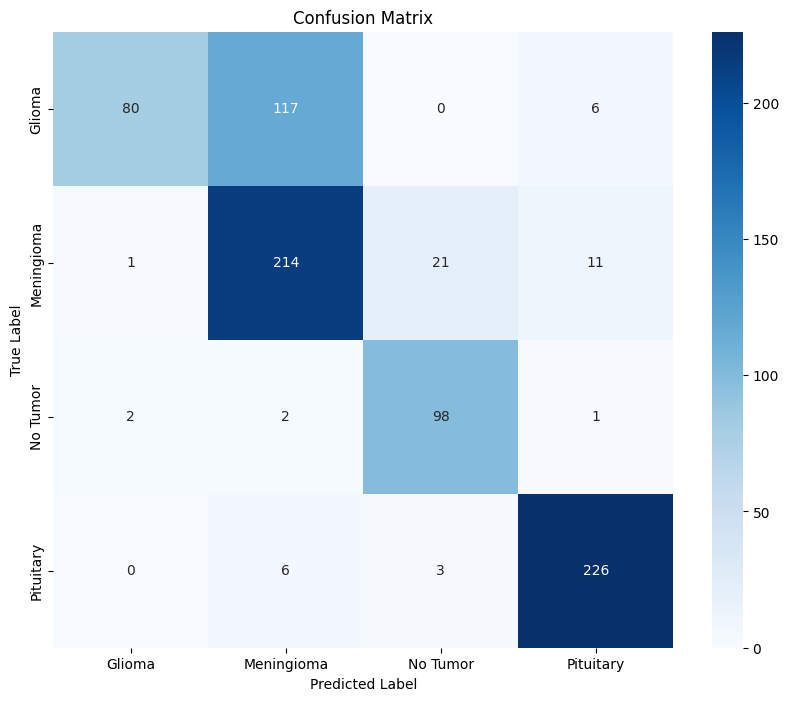 Confusion Matrix
Glioma
80
117
0
6
Meningioma
1
214
21
11
No Tumor
2
2
98
1
Pituitary
0
6
3
226
True Label
Glioma
Meningioma
No Tumor
Pituitary
Predicted Label
200
150
100
50
0